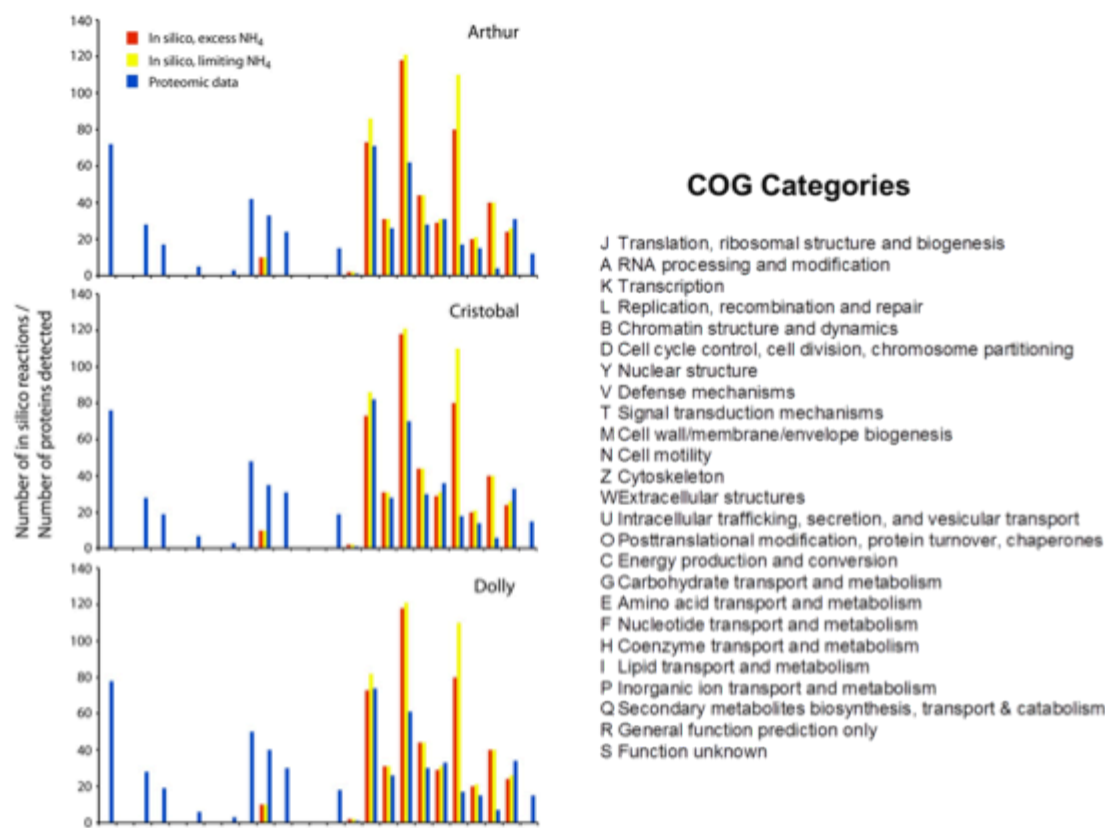 140
120
100
80
60
40
20
0
In silico, excess NH4
In silico, limiting NH4
Proteomic data
Arthur
140
120
100
80
60
40
20
0
Cristobal
140
120
100
80
60
40
20
0
Dolly
Number of in silico reactions /
Number of proteins detected
COG Categories
J Translation, ribosomal structure and biogenesis
A RNA processing and modification
K Transcription
L Replication, recombination and repair
B Chromatin structure and dynamics
D Cell cycle control, cell division, chromosome partitioning
Y Nuclear structure
V Defense mechanisms
T Signal transduction mechanisms
M Cell wall/membrane/envelope biogenesis
N Cell motility
Z Cytoskeleton
WExtracellular structures
U Intracellular trafficking, secretion, and vesicular transport
O Posttranslational modification, protein turnover, chaperones
C Energy production and conversion
G Carbohydrate transport and metabolism
E Amino acid transport and metabolism
F Nucleotide transport and metabolism
H Coenzyme transport and metabolism
I Lipid transport and metabolism
P Inorganic ion transport and metabolism
Q Secondary metabolites biosynthesis, transport & catabolism
R General function prediction only
S Function unknown